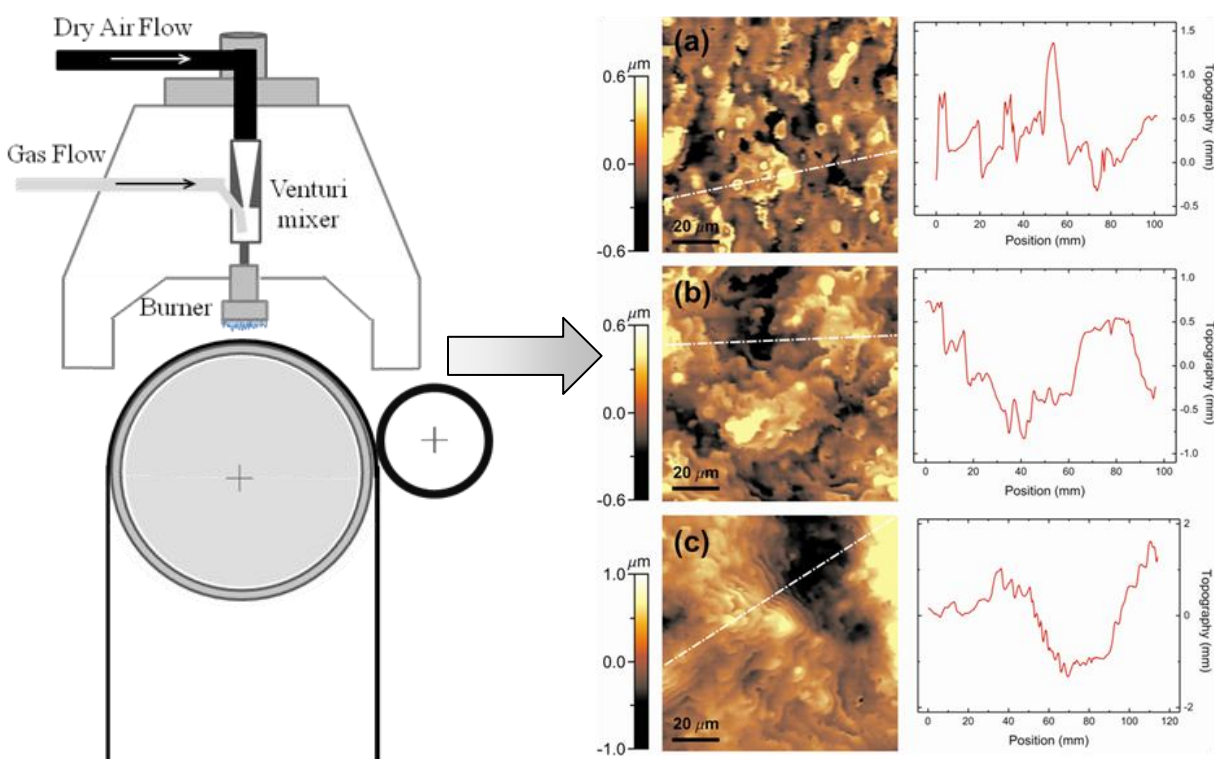 Dry Air Flow
Gas Flow
Venturi
mixer
Burner
μm
0.6
0.0
-0.6
(a)
20 μm
1.5
1.0
0.5
0.0
-0.5
Topography (mm)
0 20 40 60 80 100
Position (mm)
μm
0.6
0.0
-0.6
(b)
20 μm
1.0
0.5
0.0
-0.5
-1.0
Topography (mm)
0 20 40 60 80 100
Position (mm)
μm
1.0
0.0
-1.0
(c)
20 μm
2
0
-2
Topography (mm)
0 20 40 60 80 100 120
Position (mm)